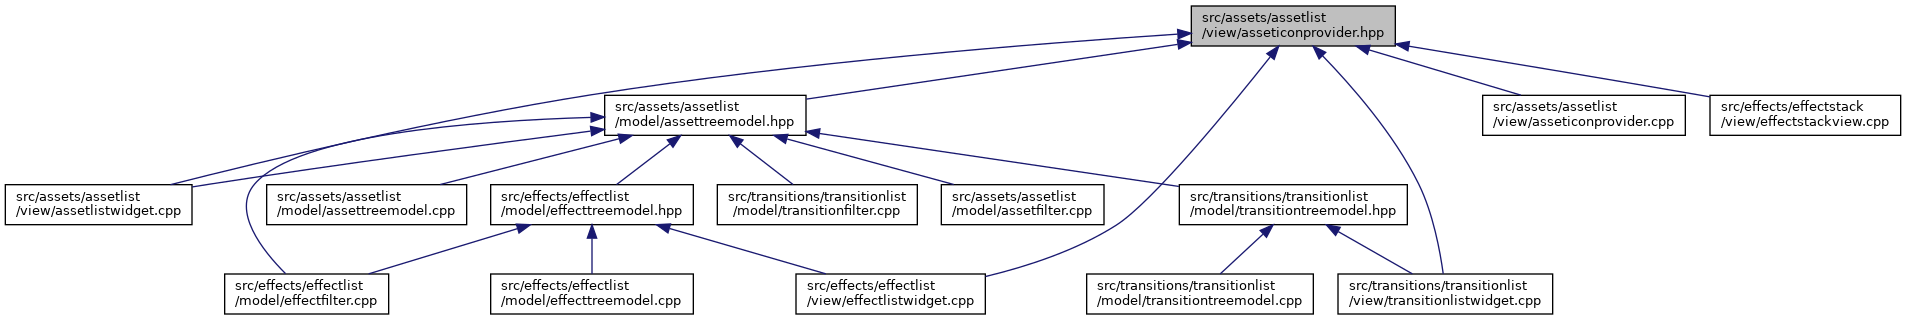 src/assets/assetlist
/view/asseticonprovider.hpp
src/assets/assetlist
/model/assettreemodel.hpp
src/assets/assetlist
/view/asseticonprovider.cpp
src/effects/effectstack
/view/effectstackview.cpp
src/assets/assetlist
/view/assetlistwidget.cpp
src/assets/assetlist
/model/assettreemodel.cpp
src/effects/effectlist
/model/effecttreemodel.hpp
src/transitions/transitionlist
/model/transitionfilter.cpp
src/assets/assetlist
/model/assetfilter.cpp
src/transitions/transitionlist
/model/transitiontreemodel.hpp
src/effects/effectlist
/model/effectfilter.cpp
src/effects/effectlist
/model/effecttreemodel.cpp
src/effects/effectlist
/view/effectlistwidget.cpp
src/transitions/transitionlist
/model/transitiontreemodel.cpp
src/transitions/transitionlist
/view/transitionlistwidget.cpp